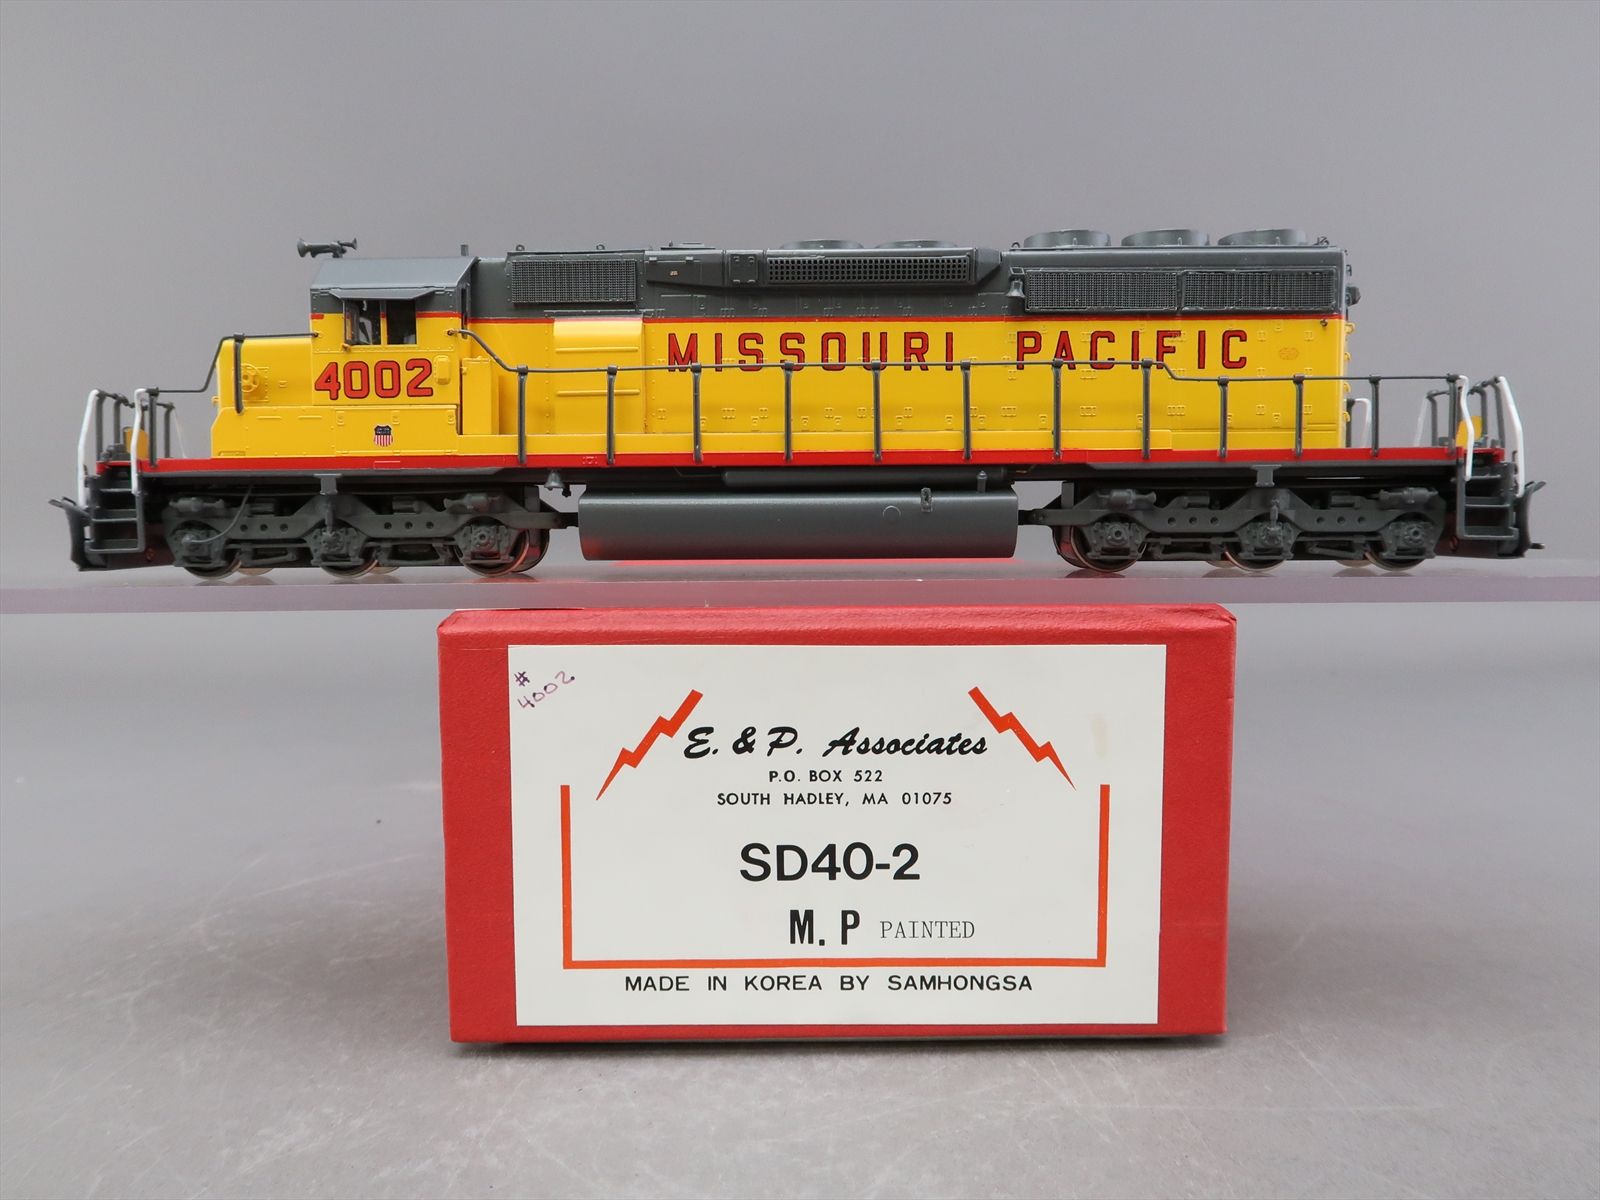 MISSOURI PACIFIC
4002
#
4002
E. & P. Associates
P.O. BOX 522
SOUTH HADLEY, MA 01075
SD40-2
M. P PAINTED
MADE IN KOREA BY SAMHONGSA